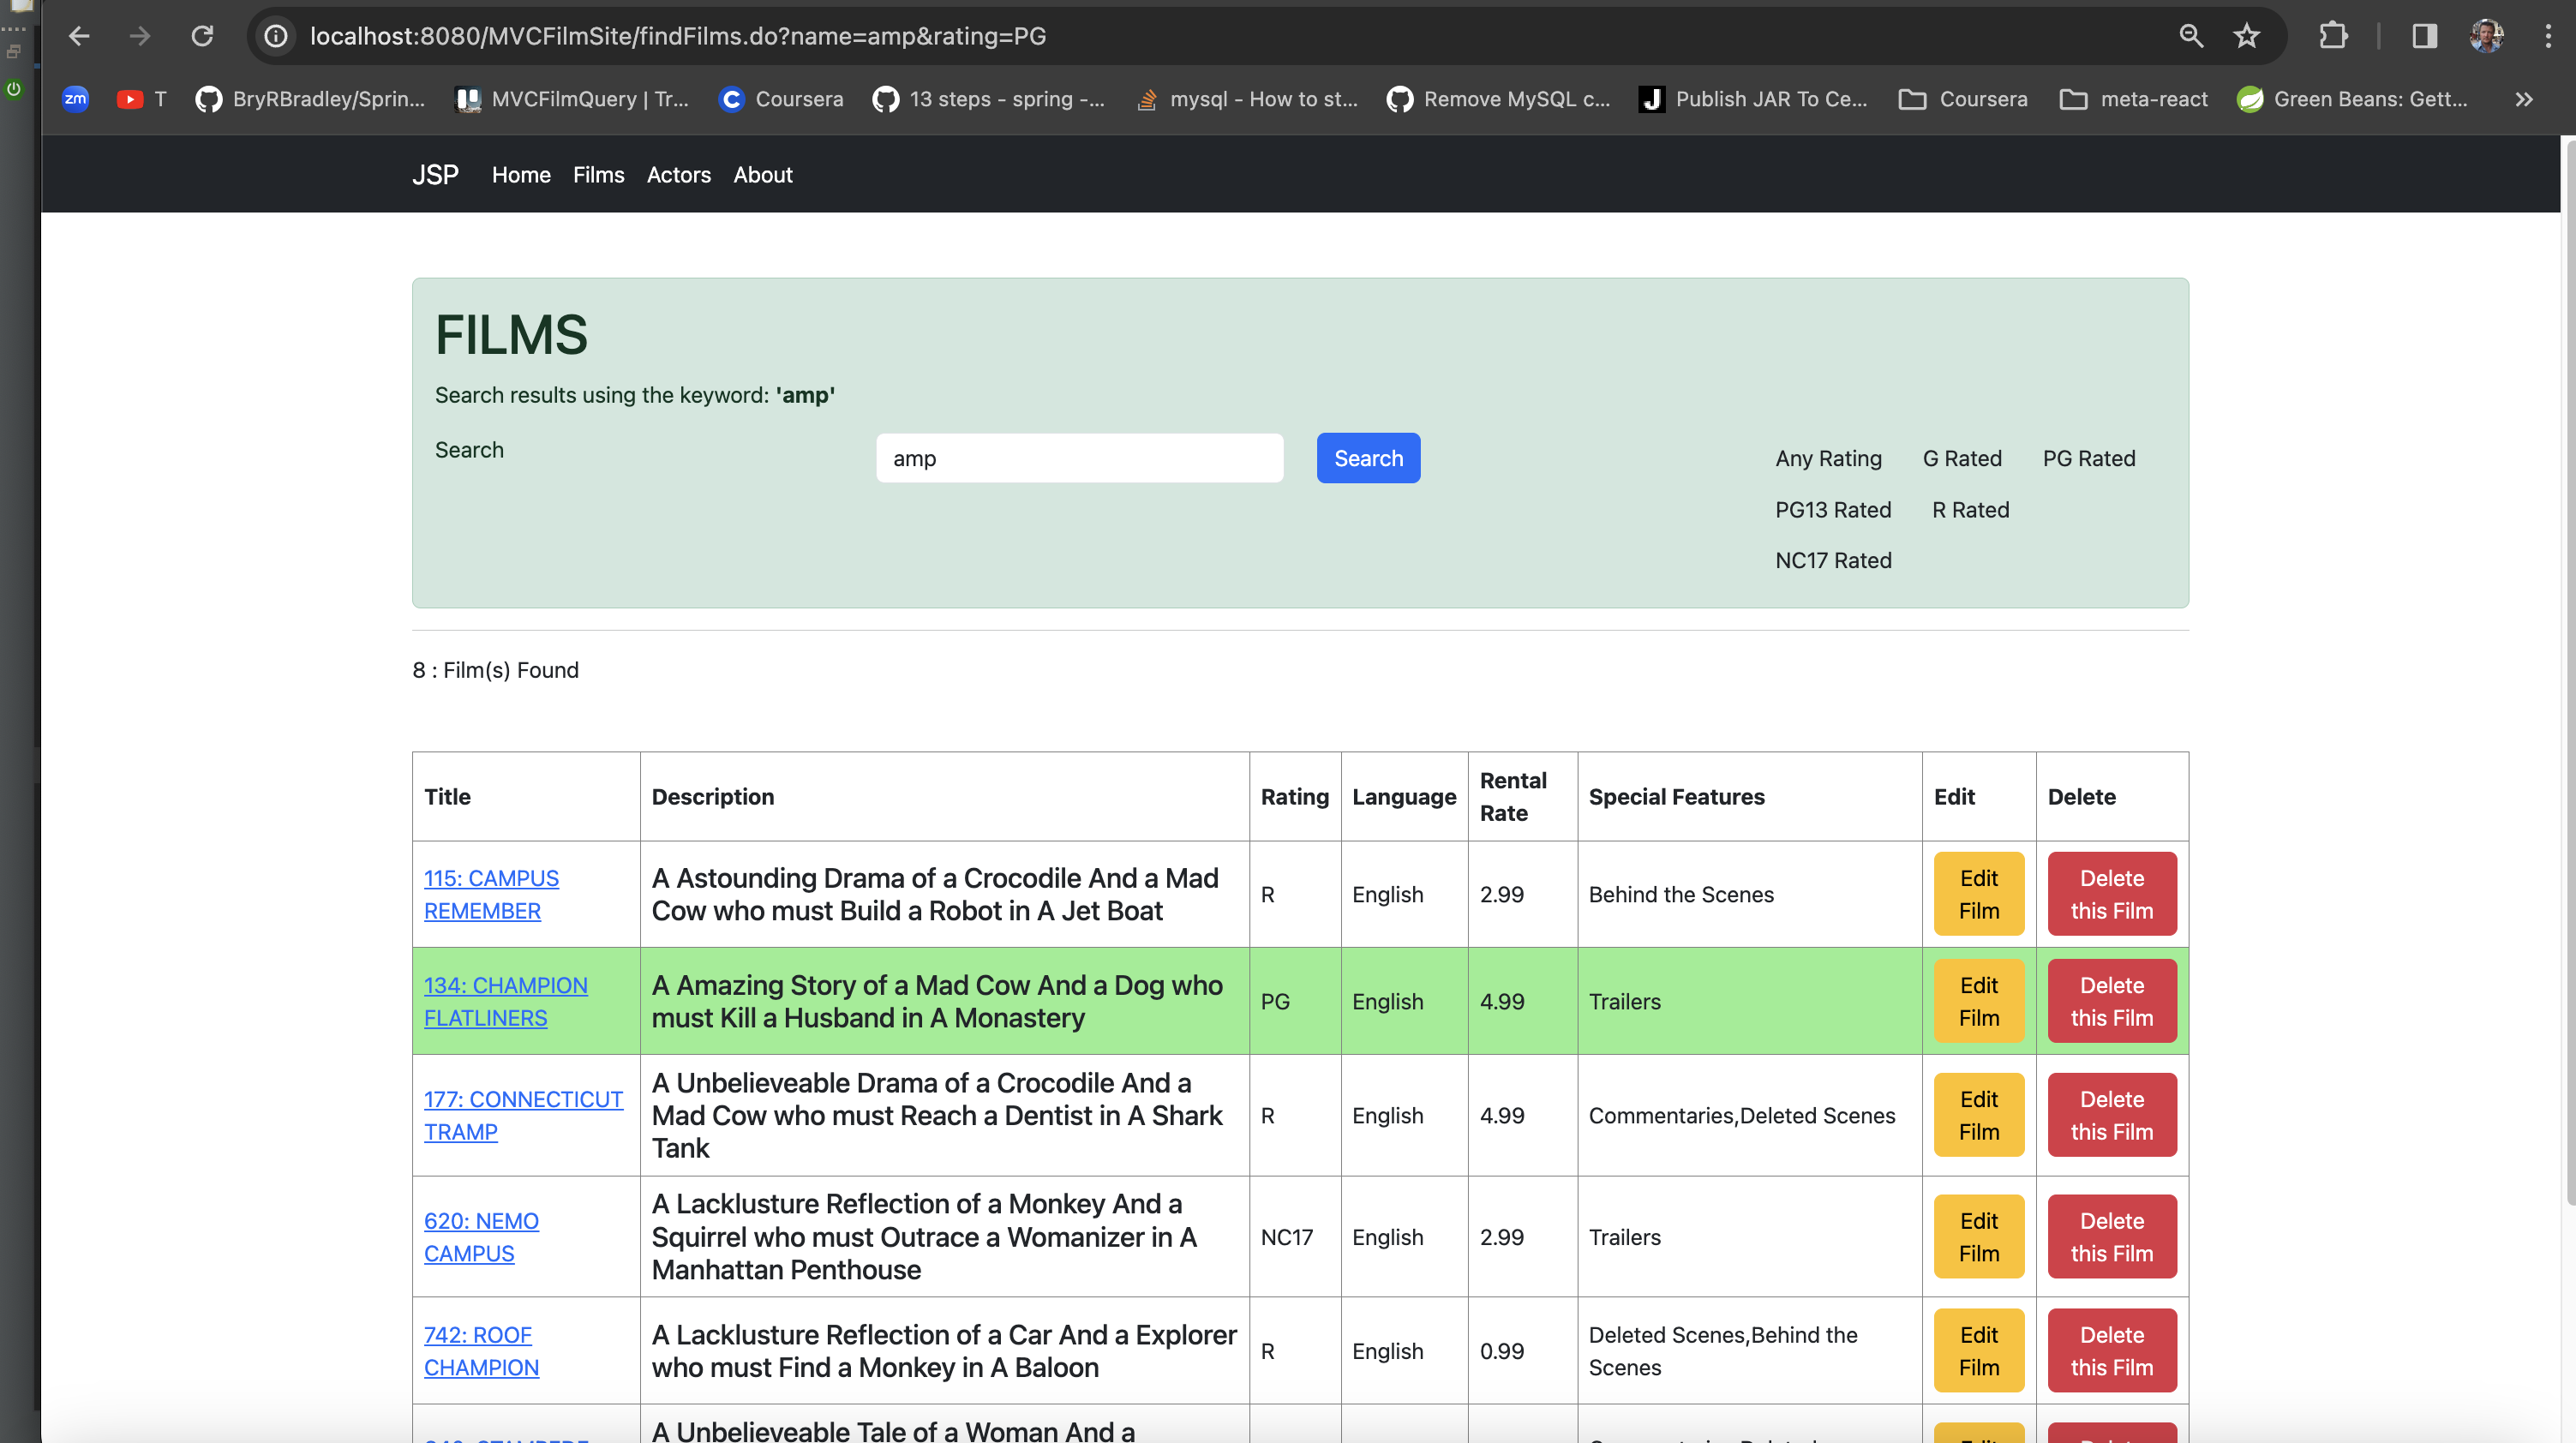 localhost:8080/MVCFilmSite/findFilms.do?name=amp&rating=PG
zm T BryRBradley/Sprin... MVCFilmQuery | Tr... Coursera 13 steps - spring -... mysql - How to st... Remove MySQL c... Publish JAR To Ce... Coursera meta-react Green Beans: Gett...
JSP Home Films Actors About
FILMS
Search results using the keyword: 'amp'
Search amp Search Any Rating G Rated PG Rated
PG13 Rated R Rated
NC17 Rated
8 : Film(s) Found
Title Description Rating Language Rental Rate Special Features Edit Delete
115: CAMPUS REMEMBER A Astounding Drama of a Crocodile And a Mad Cow who must Build a Robot in A Jet Boat R English 2.99 Behind the Scenes Edit Film Delete this Film
134: CHAMPION FLATLINERS A Amazing Story of a Mad Cow And a Dog who must Kill a Husband in A Monastery PG English 4.99 Trailers Edit Film Delete this Film
177: CONNECTICUT TRAMP A Unbelieveable Drama of a Crocodile And a Mad Cow who must Reach a Dentist in A Shark Tank R English 4.99 Commentaries,Deleted Scenes Edit Film Delete this Film
620: NEMO CAMPUS A Lacklusture Reflection of a Monkey And a Squirrel who must Outrace a Womanizer in A Manhattan Penthouse NC17 English 2.99 Trailers Edit Film Delete this Film
742: ROOF CHAMPION A Lacklusture Reflection of a Car And a Explorer who must Find a Monkey in A Baloon R English 0.99 Deleted Scenes,Behind the Scenes Edit Film Delete this Film
A Unbelieveable Tale of a Woman And a